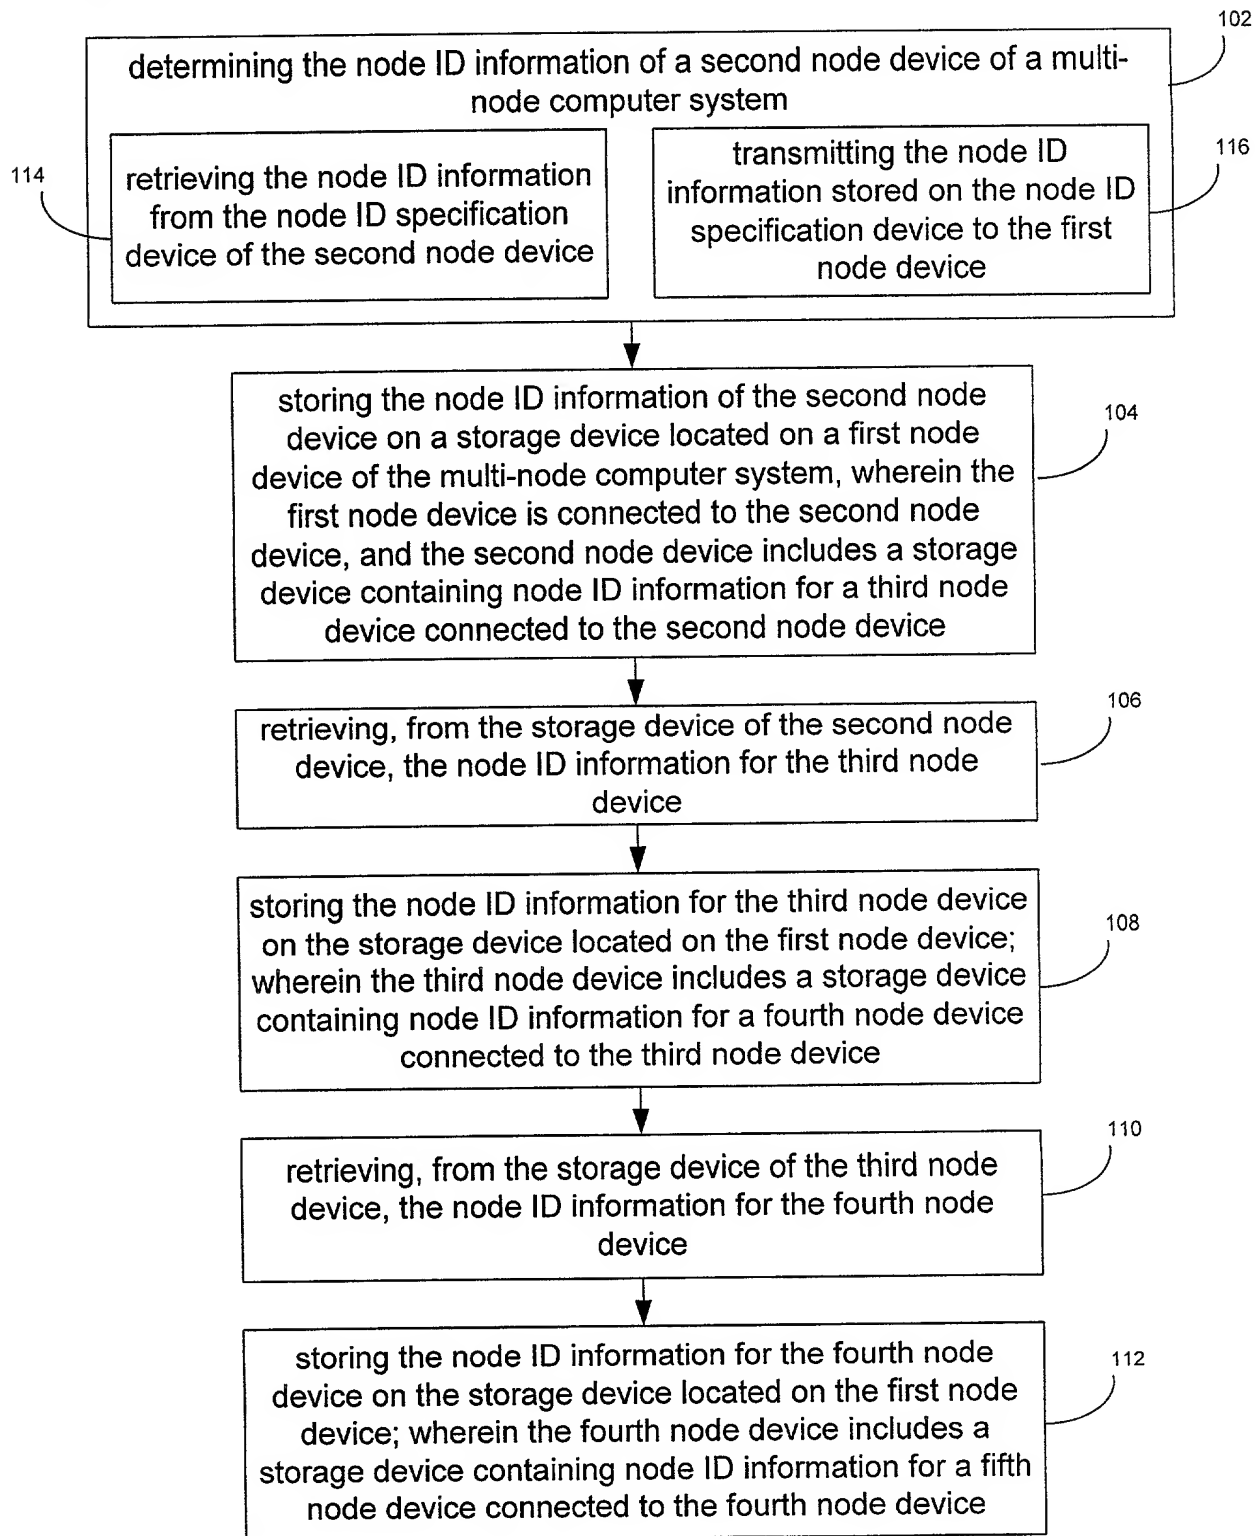 102
determining the node ID information of a second node device of a multi-
node computer system
114
retrieving the node ID information
from the node ID specification
device of the second node device
transmitting the node ID
information stored on the node ID
specification device to the first
node device
116
storing the node ID information of the second node
device on a storage device located on a first node
device of the multi-node computer system, wherein the
first node device is connected to the second node
device, and the second node device includes a storage
device containing node ID information for a third node
device connected to the second node device
104
retrieving, from the storage device of the second node
device, the node ID information for the third node
device
106
storing the node ID information for the third node device
on the storage device located on the first node device;
wherein the third node device includes a storage device
containing node ID information for a fourth node device
connected to the third node device
108
retrieving, from the storage device of the third node
device, the node ID information for the fourth node
device
110
storing the node ID information for the fourth node
device on the storage device located on the first node
device; wherein the fourth node device includes a
storage device containing node ID information for a fifth
node device connected to the fourth node device
112